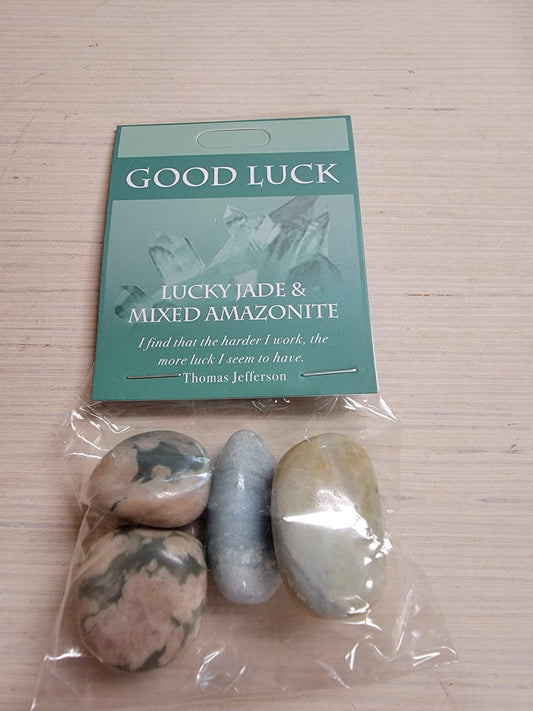 GOOD LUCK
LUCKY JADE &
MIXED AMAZONITE
I find that the harder I work, the
more luck I seem to have.
Thomas Jefferson